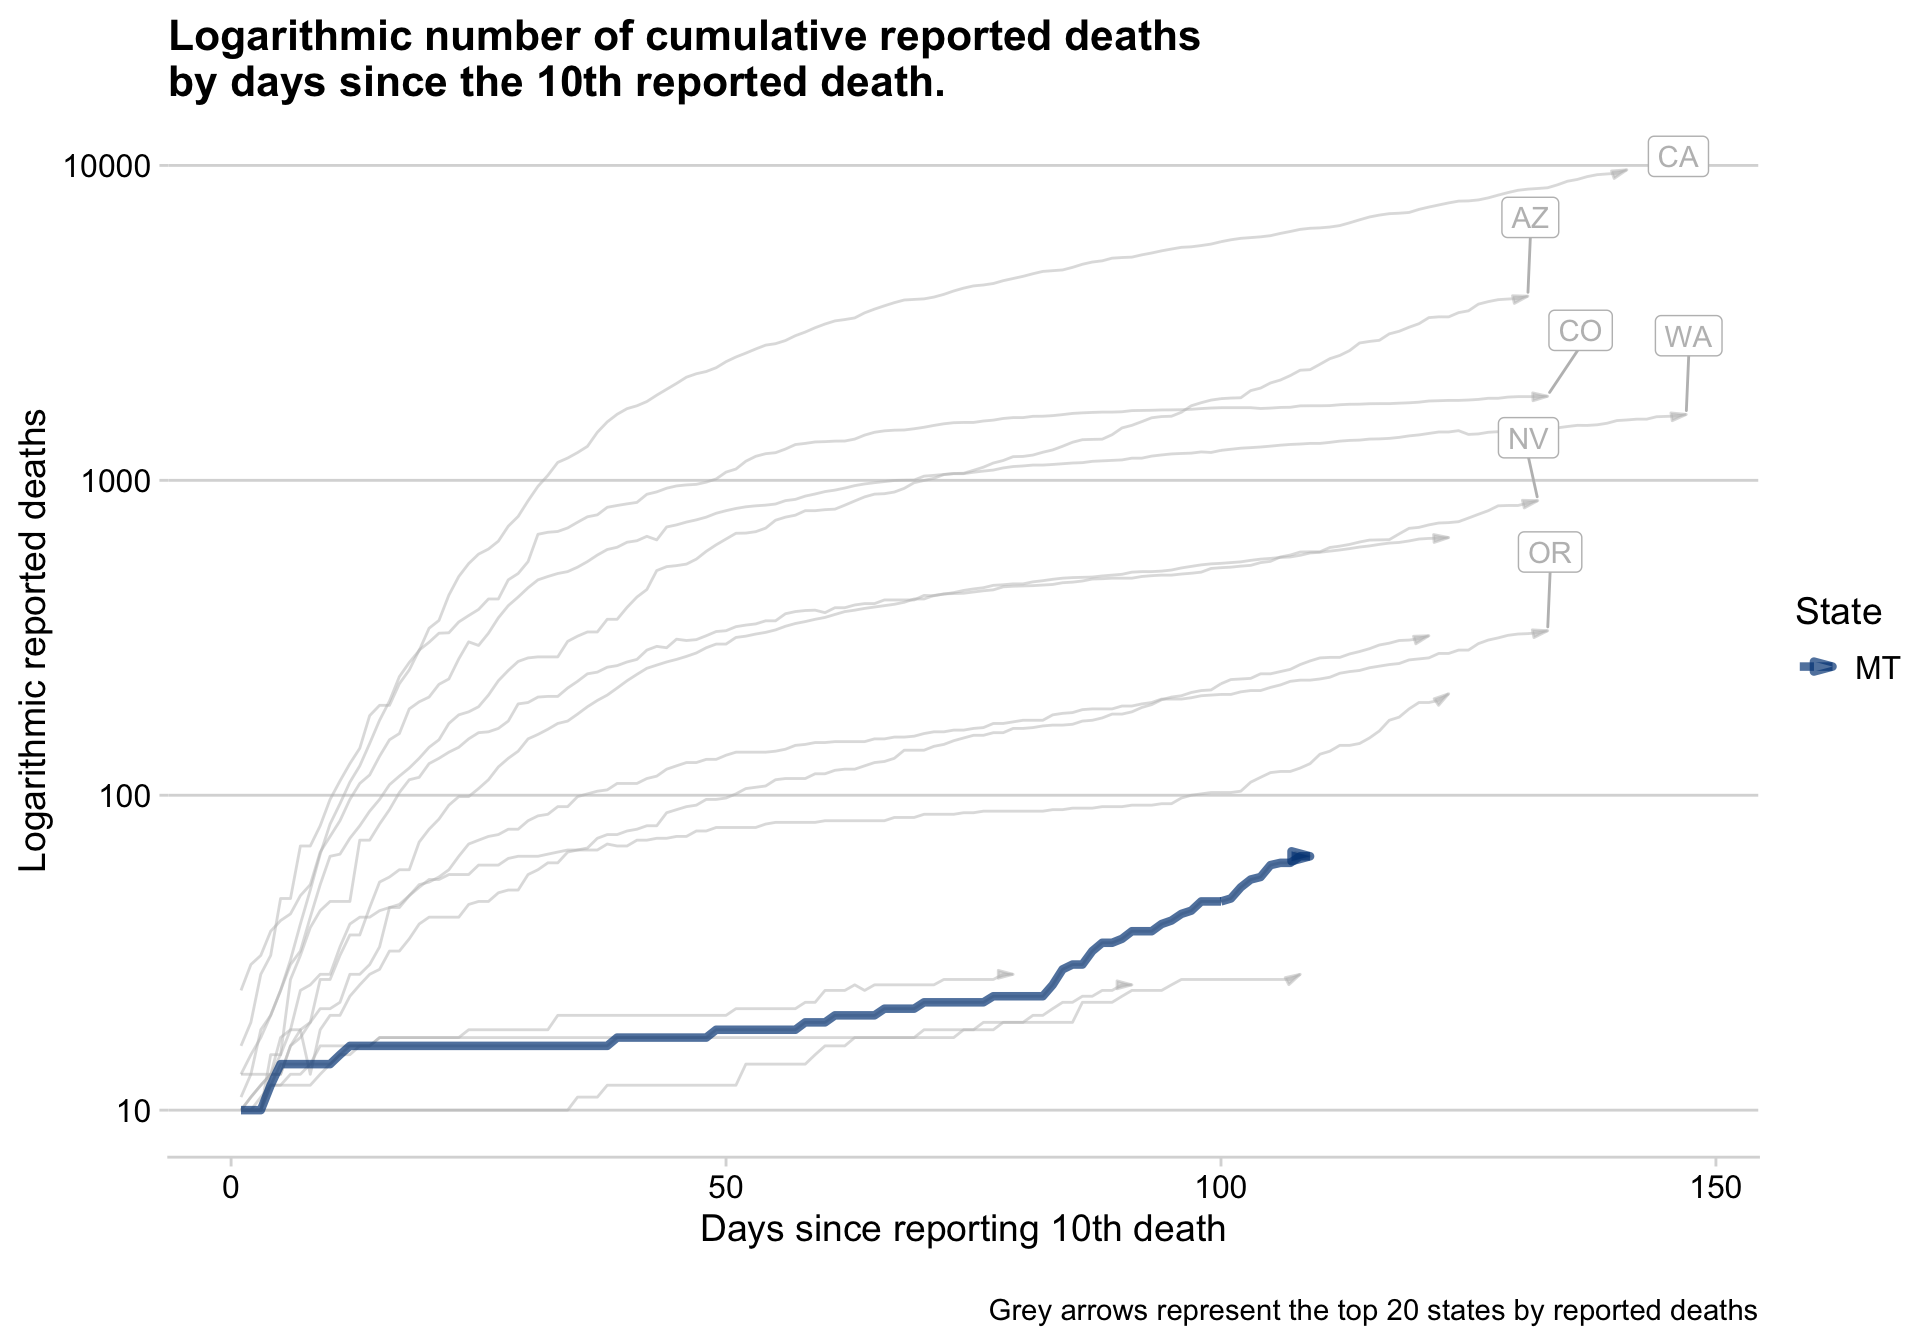 Logarithmic number of cumulative reported deaths
by days since the 10th reported death.
Logarithmic reported deaths
10000
1000
100
10
CA
AZ
CO
WA
NV
OR
State
MT
0
50
100
150
Days since reporting 10th death
Grey arrows represent the top 20 states by reported deaths